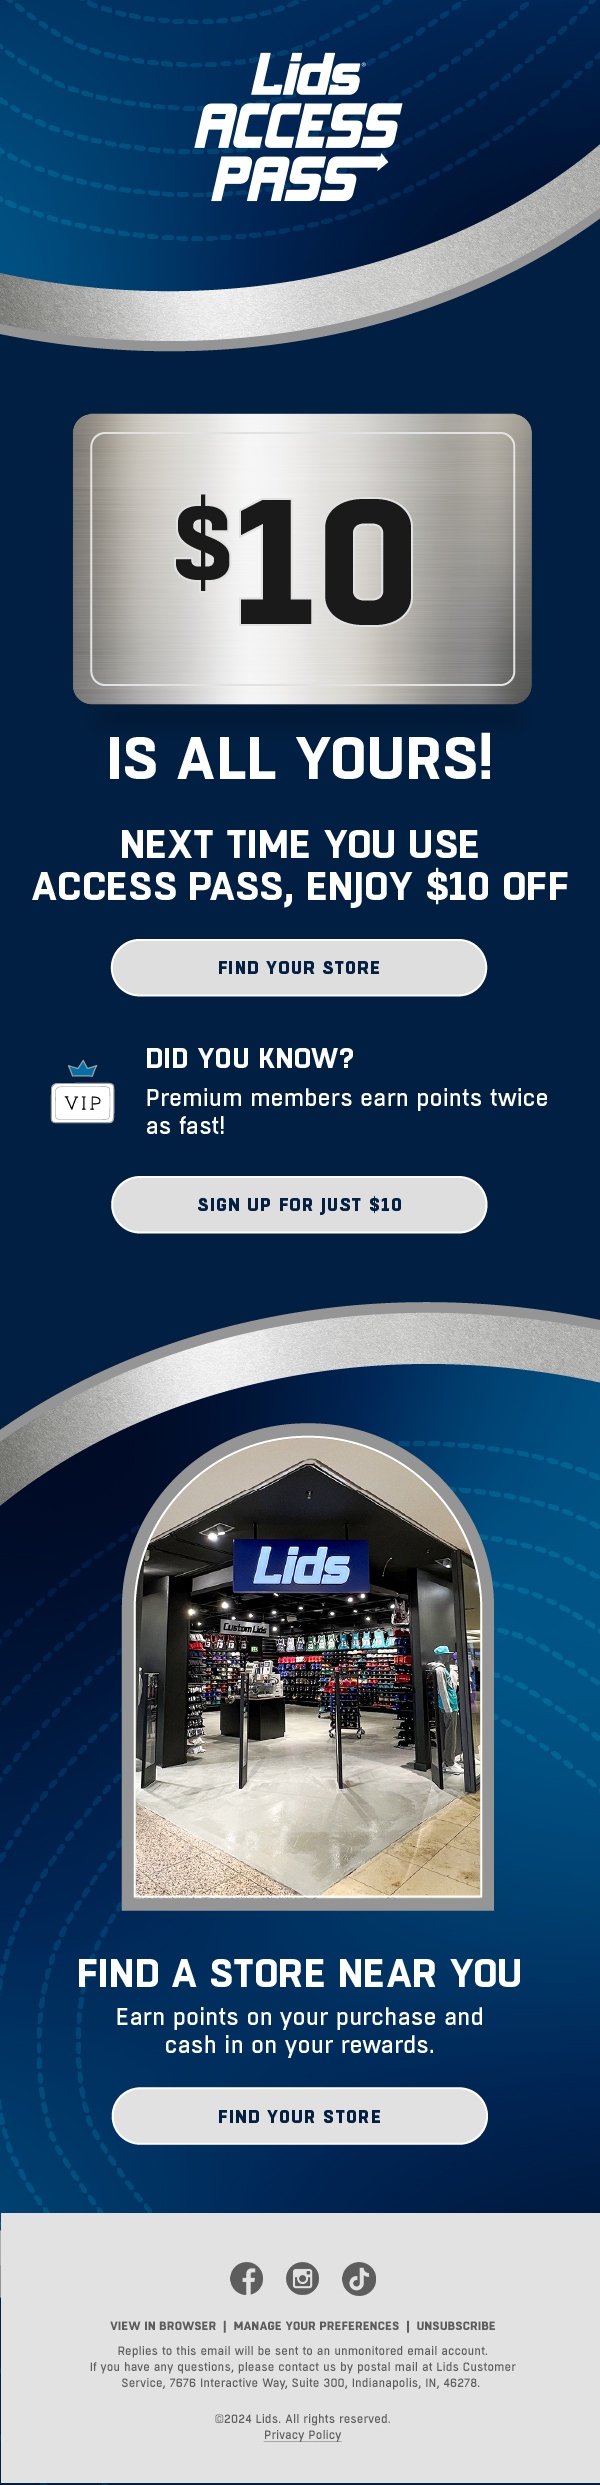 Lids
ACCESS
PASS
$10
IS ALL YOURS!
NEXT TIME YOU USE
ACCESS PASS, ENJOY $10 OFF
FIND YOUR STORE
DID YOU KNOW?
VIP
Premium members earn points twice
as fast!
SIGN UP FOR JUST $10
Lids
Custom Lids
FIND A STORE NEAR YOU
Earn points on your purchase and
cash in on your rewards.
FIND YOUR STORE
VIEW IN BROWSER | MANAGE YOUR PREFERENCES | UNSUBSCRIBE
Replies to this email will be sent to an unmonitored email account.
If you have any questions, please contact us by postal mail at Lids Customer
Service, 7676 Interactive Way, Suite 300, Indianapolis, IN, 46278.
©2024 Lids. All rights reserved.
Privacy Policy